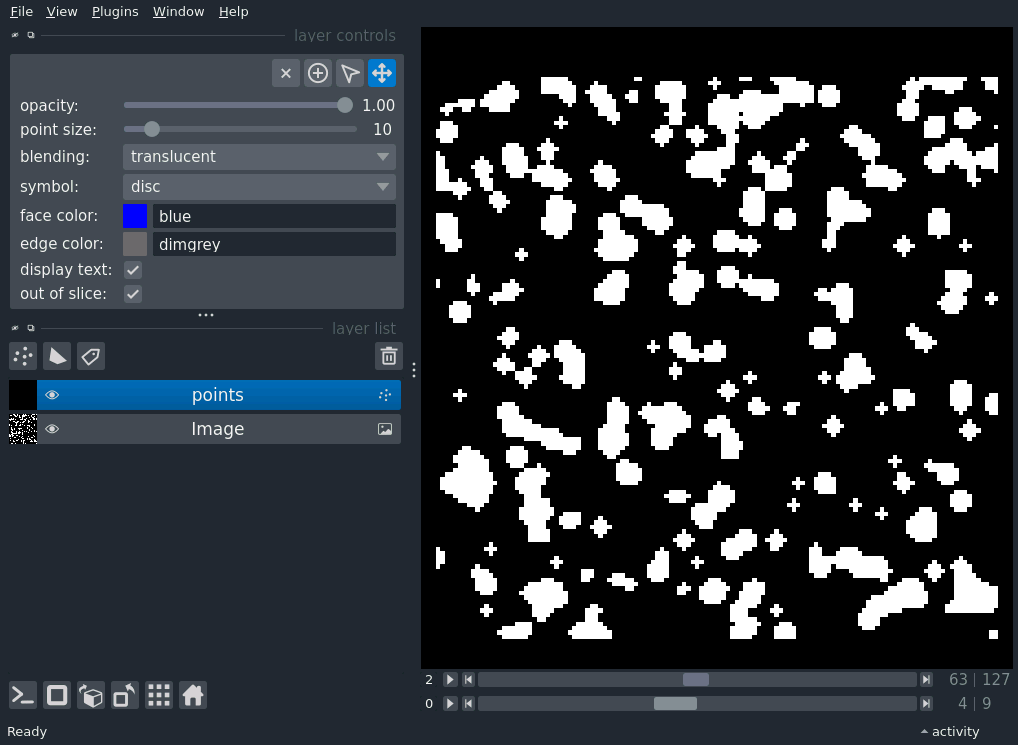 File View Plugins Window Help
layer controls
opacity: 1.00
point size: 10
blending: translucent
symbol: disc
face color: blue
edge color: dimgrey
display text:
out of slice:
layer list
points
Image
2 63 | 127
0 4 | 9
Ready activity